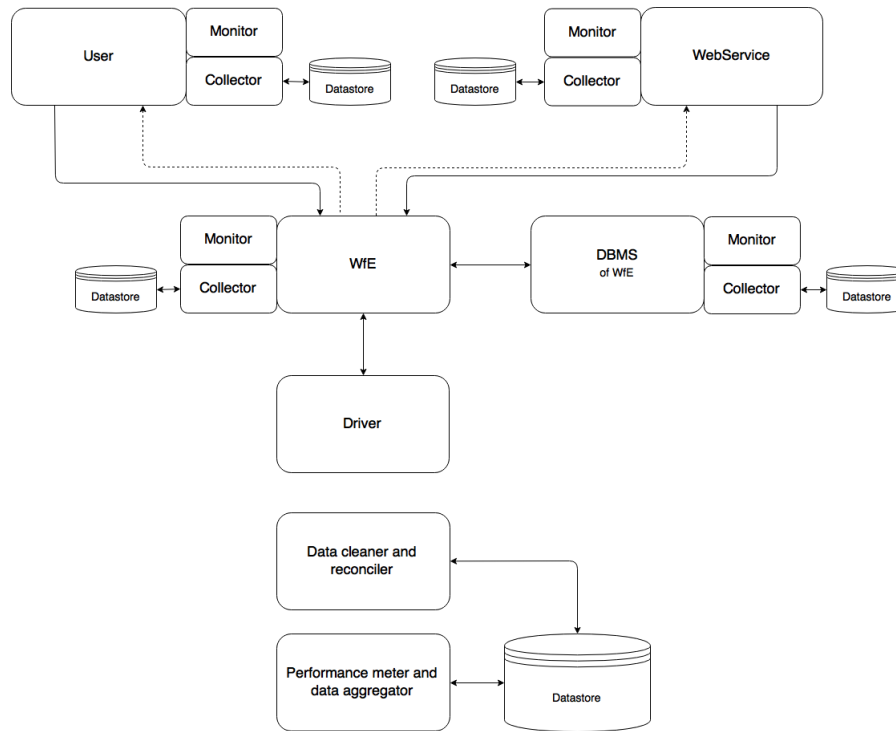 User
Monitor
Collector
Datastore
Monitor
Collector
Datastore
WebService
Monitor
Collector
Datastore
WfE
DBMS
of WfE
Monitor
Collector
Datastore
Driver
Data cleaner and
reconciler
Performance meter and
data aggregator
Datastore